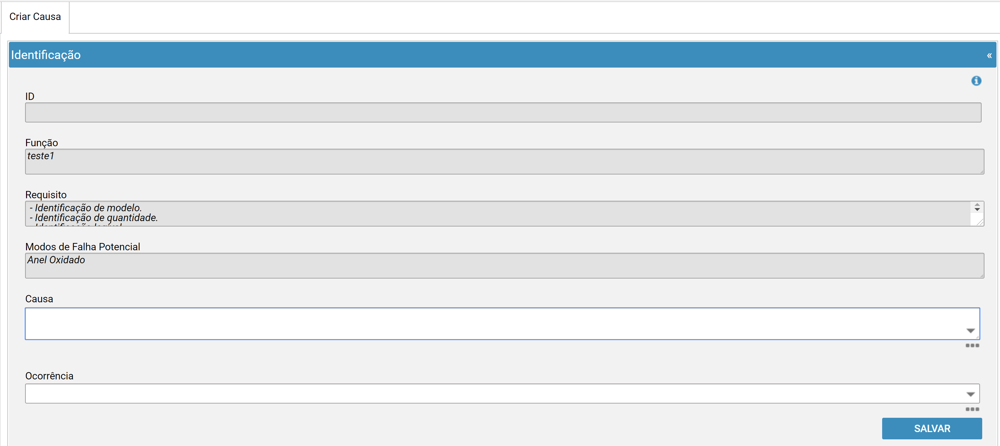 Criar Causa
Identificação
«
ID
Função
teste1
Requisito
- Identificação de modelo.
- Identificação de quantidade.
Modos de Falha Potencial
Anel Oxidado
Causa
Ocorrência
SALVAR